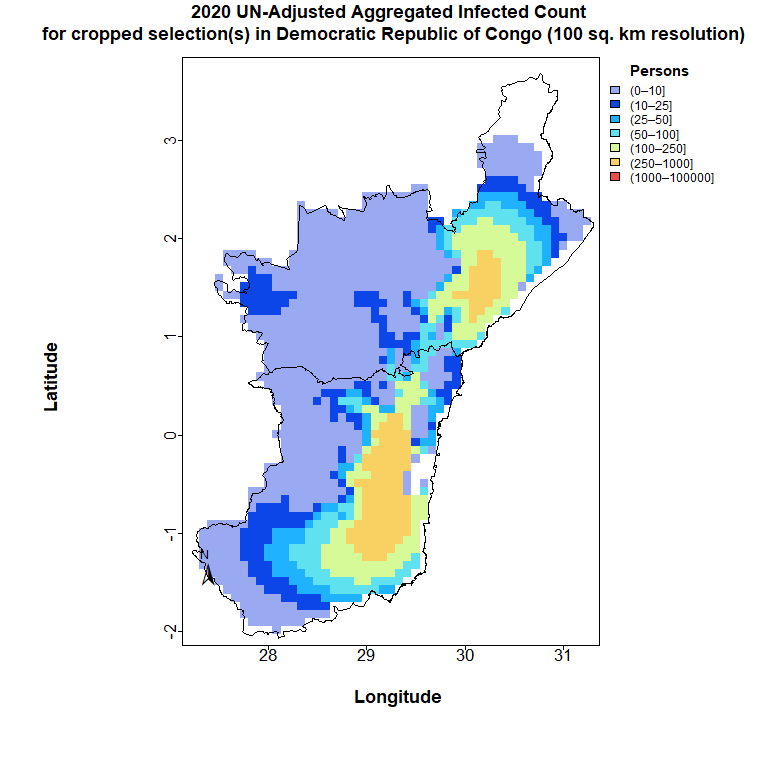 2020 UN-Adjusted Aggregated Infected Count
for cropped selection(s) in Democratic Republic of Congo (100 sq. km resolution)
Persons
(0–10]
(10–25]
(25–50]
(50–100]
(100–250]
(250–1000]
(1000–100000]
3
2
1
0
-1
-2
Latitude
N
28 29 30 31
Longitude